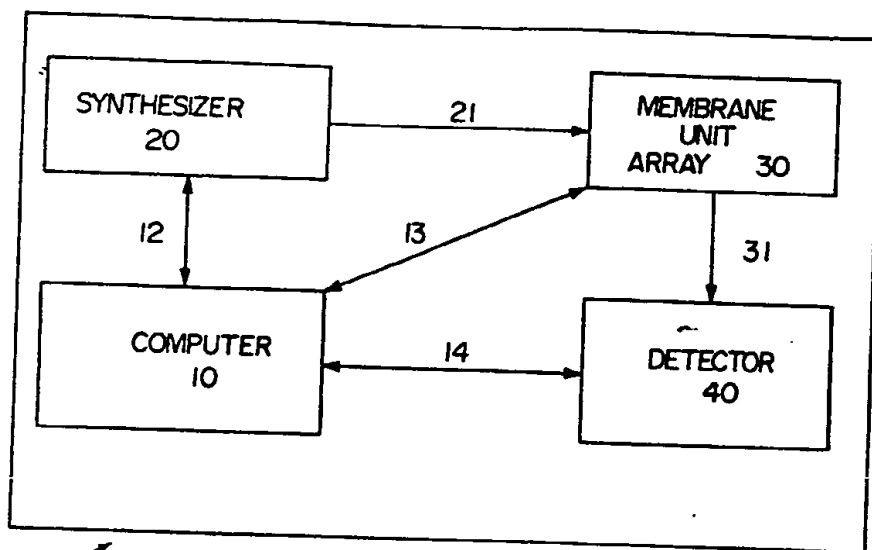 SYNTHESIZER
20
21
MEMBRANE
UNIT
ARRAY 30
12
13
31
COMPUTER
10
14
DETECTOR
40